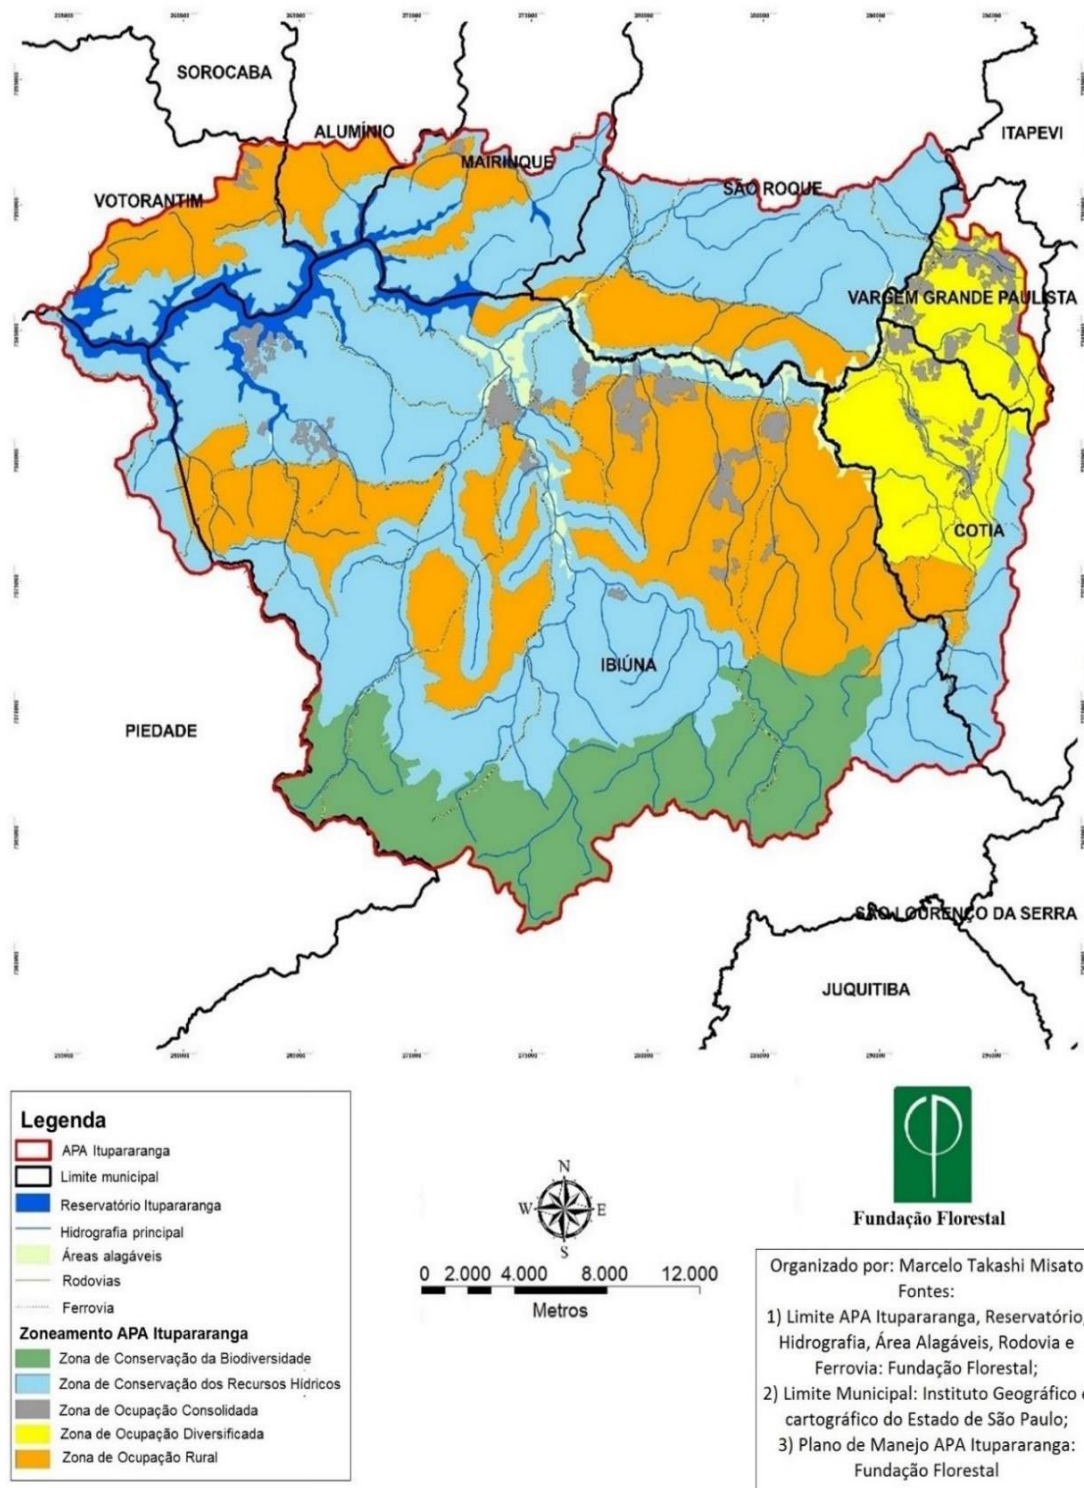 SOROCABA
ALUMÍNIO
ITAPEVI
MAIRINQUE
SÃO ROQUE
VOTORANTIM
VARGEM GRANDE PAULISTA
COTIA
IBIÚNA
PIEDADE
SÃO LOURENÇO DA SERRA
JUQUITIBA
Legenda
APA Itupararanga
Limite municipal
Reservatório Itupararanga
Hidrografia principal
Áreas alagáveis
Rodovias
Ferrovia
Zoneamento APA Itupararanga
Zona de Conservação da Biodiversidade
Zona de Conservação dos Recursos Hídricos
Zona de Ocupação Consolidada
Zona de Ocupação Diversificada
Zona de Ocupação Rural
N
W E
S
0 2.000 4.000 8.000 12.000
Metros
Fundação Florestal
Organizado por: Marcelo Takashi Misato
Fontes:
1) Limite APA Itupararanga, Reservatório,
Hidrografia, Área Alagáveis, Rodovia e
Ferrovia: Fundação Florestal;
2) Limite Municipal: Instituto Geográfico e
cartográfico do Estado de São Paulo;
3) Plano de Manejo APA Itupararanga:
Fundação Florestal